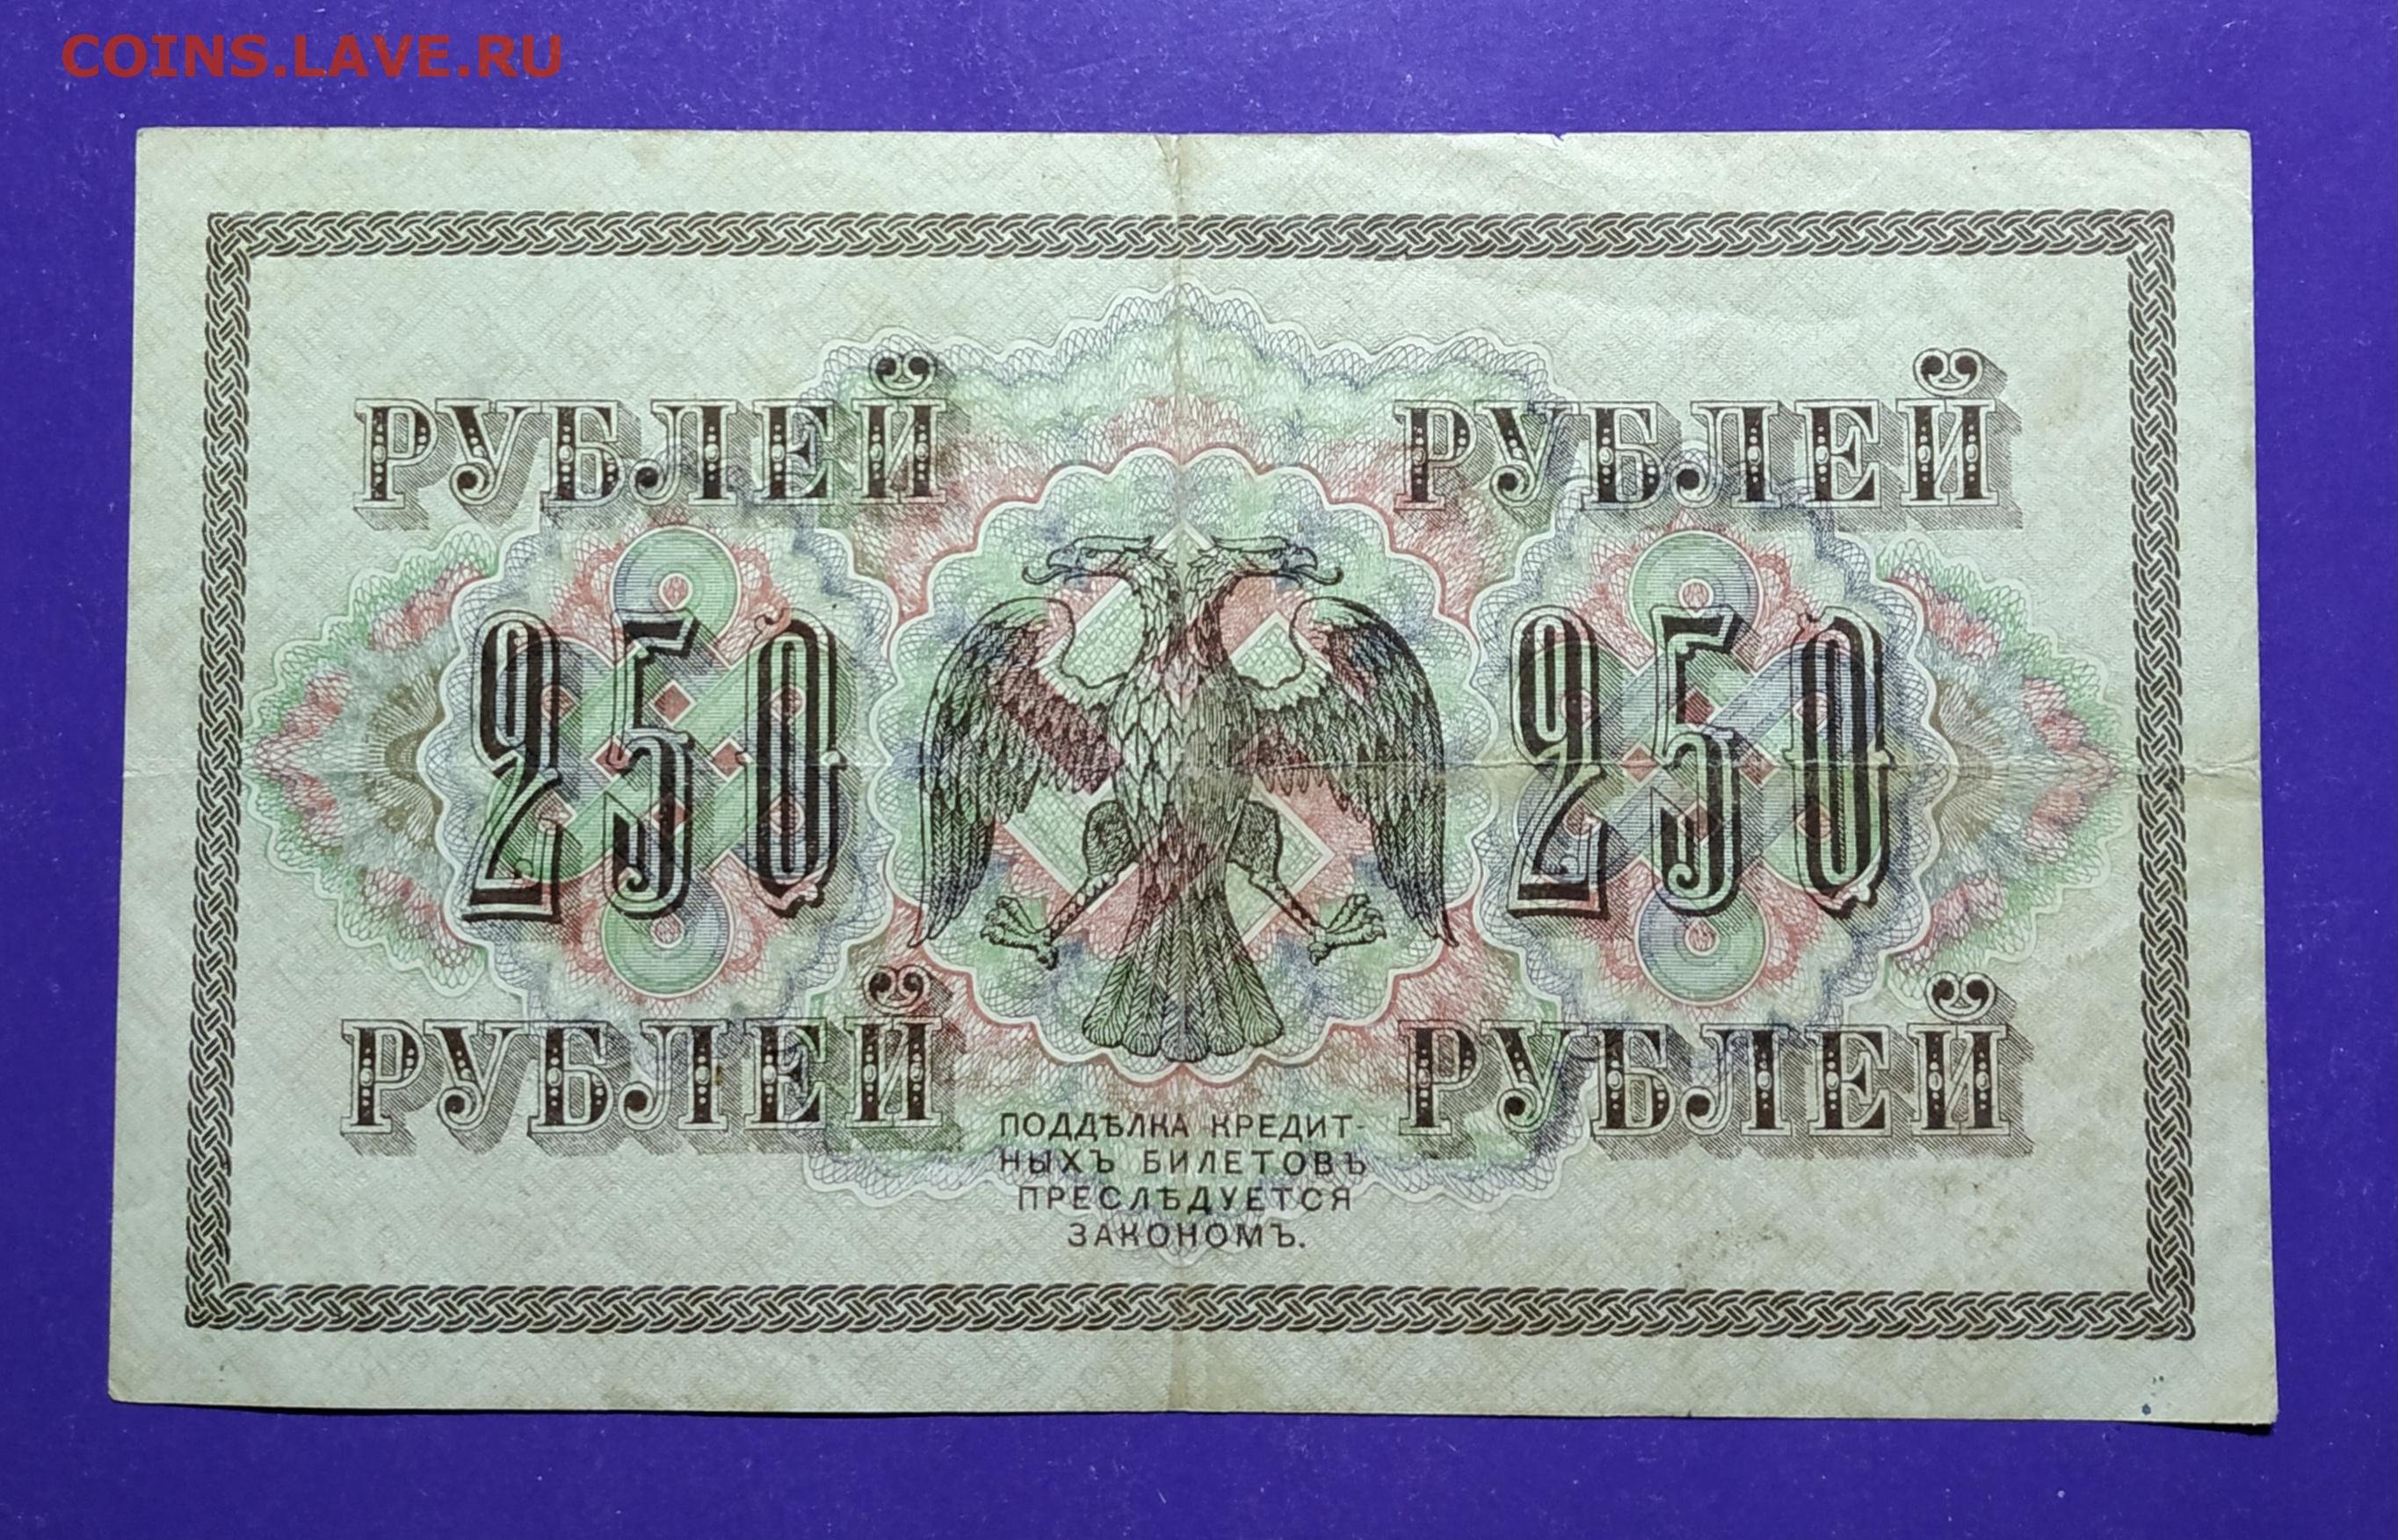 COINS.LAVE.RU
РУБЛЕЙ РУБЛЕЙ
250 250
РУБЛЕЙ РУБЛЕЙ
ПОДДѢЛКА КРЕДИТ-
НЫХЪ БИЛЕТОВЪ
ПРЕСЛѢДУЕТСЯ
ЗАКОНОМЪ.